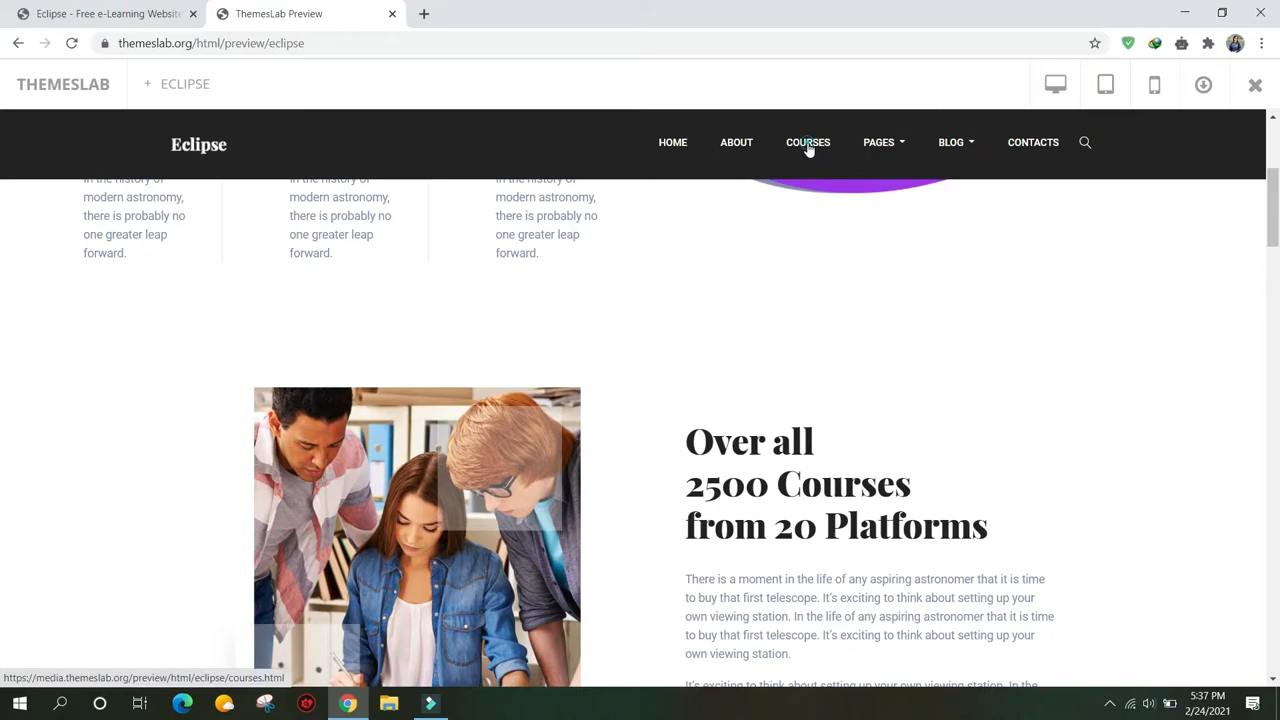 Eclipse - Free e-Learning Website
ThemesLab Preview
themeslab.org/html/preview/eclipse
THEMESLAB
+ ECLIPSE
Eclipse
HOME
ABOUT
COURSES
PAGES
BLOG
CONTACTS
In the history of
modern astronomy,
there is probably no
one greater leap
forward.
In the history of
modern astronomy,
there is probably no
one greater leap
forward.
In the history of
modern astronomy,
there is probably no
one greater leap
forward.
Over all
2500 Courses
from 20 Platforms
There is a moment in the life of any aspiring astronomer that it is time
to buy that first telescope. It's exciting to think about setting up your
own viewing station. In the life of any aspiring astronomer that it is time
to buy that first telescope. It's exciting to think about setting up your
own viewing station.
It's exciting to think about setting up your own viewing station. In the
https://media.themeslab.org/preview/html/eclipse/courses.html
5:37 PM
2/24/2021